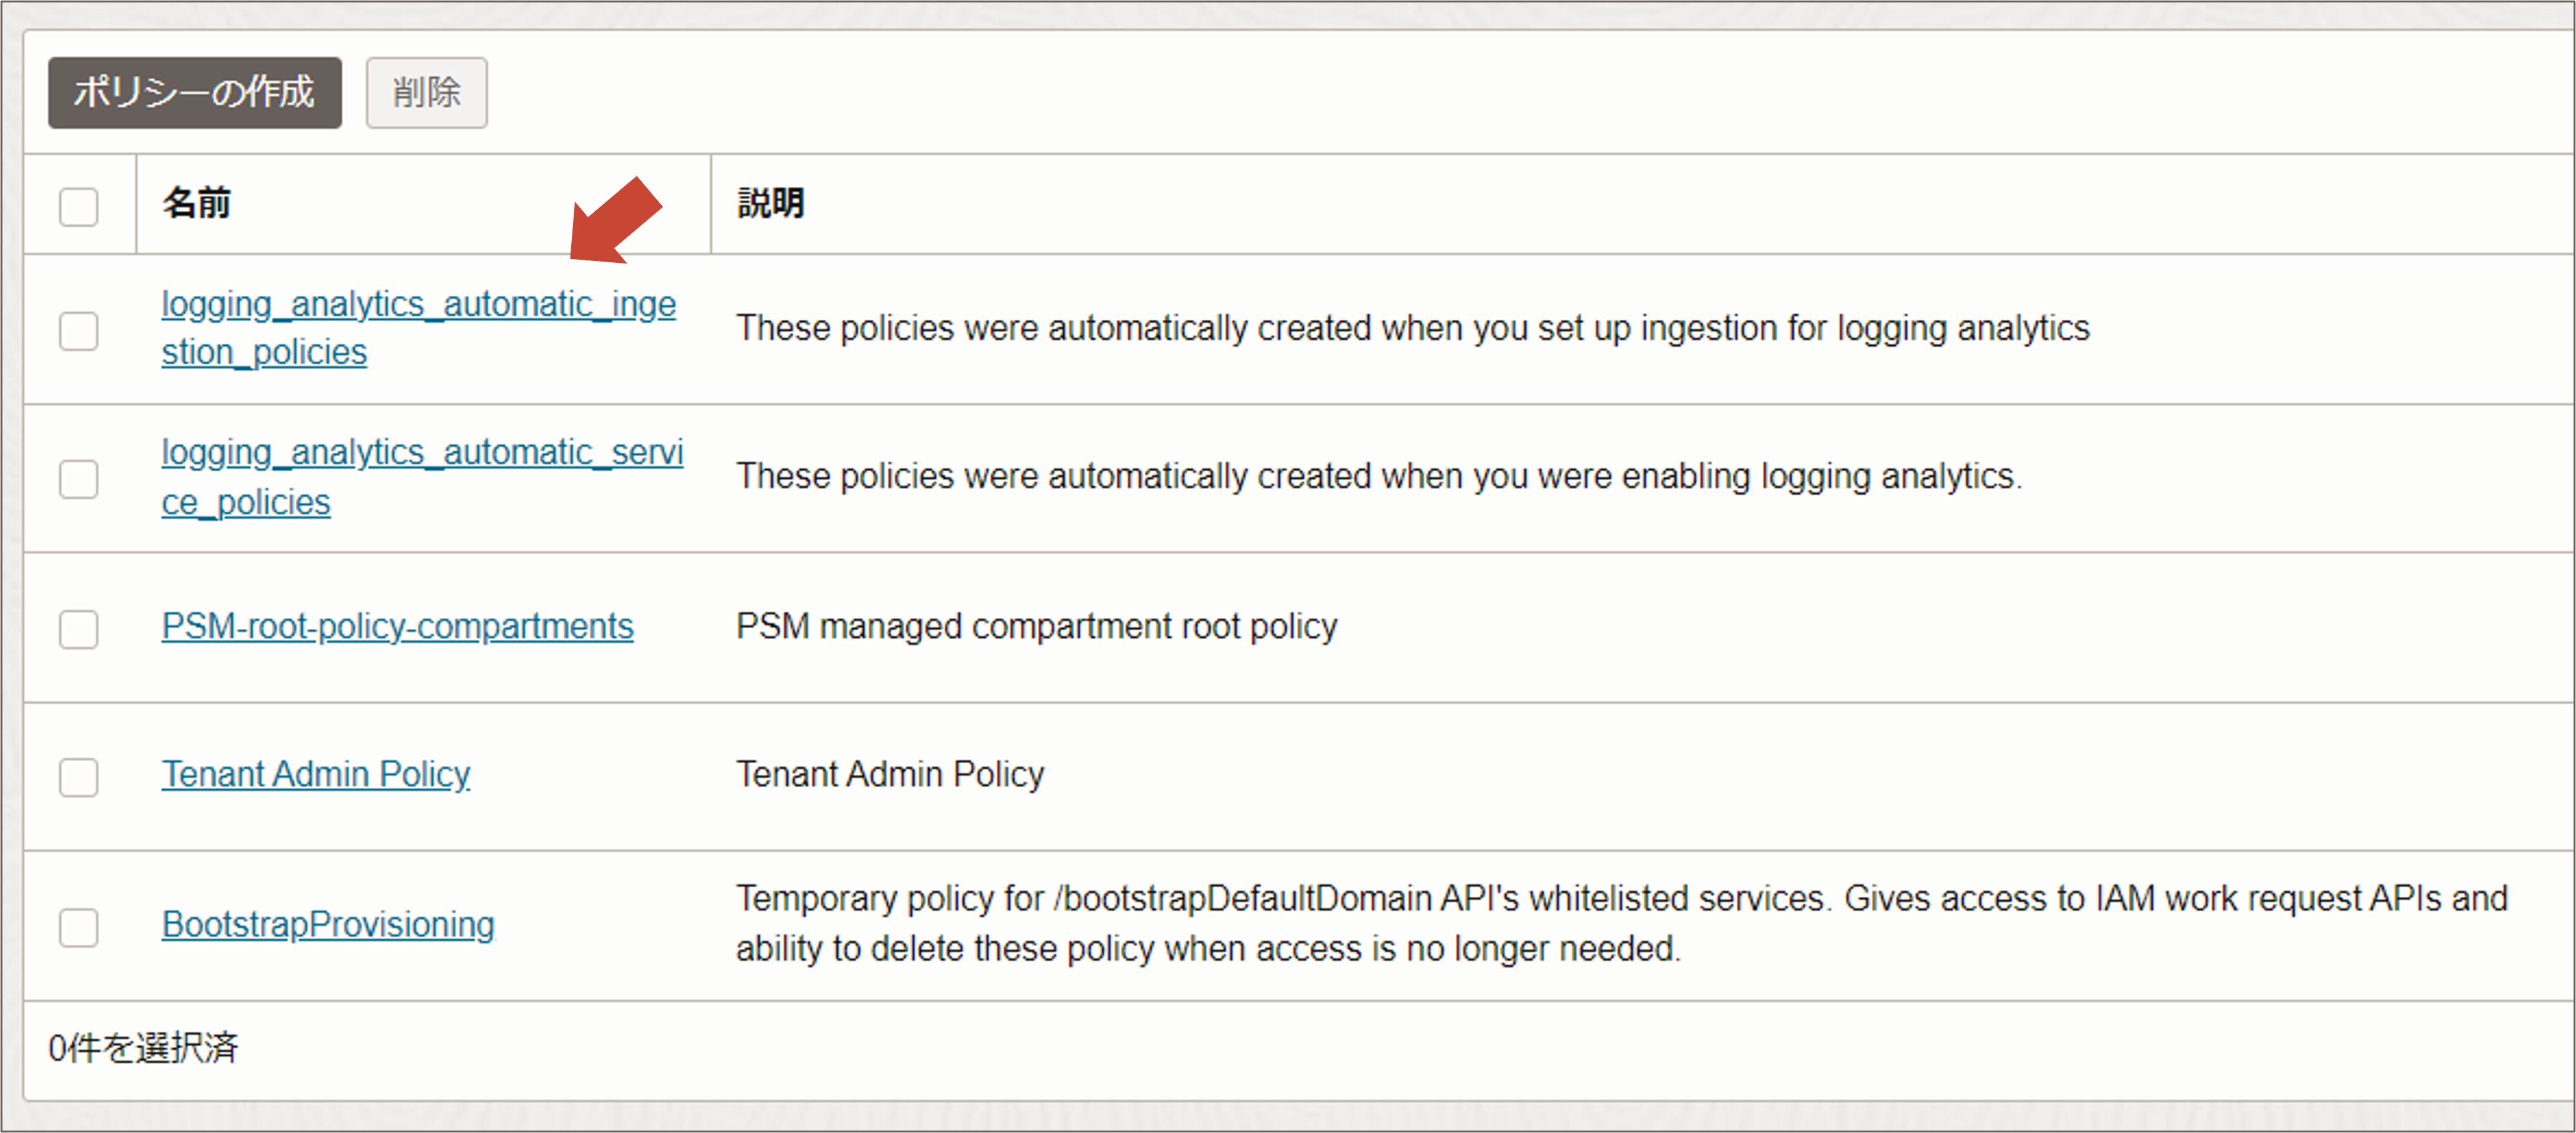 ポリシーの作成 削除
名前 説明
logging_analytics_automatic_inge
stion_policies
These policies were automatically created when you set up ingestion for logging analytics
logging_analytics_automatic_servi
ce_policies
These policies were automatically created when you were enabling logging analytics.
PSM-root-policy-compartments
PSM managed compartment root policy
Tenant Admin Policy
Tenant Admin Policy
BootstrapProvisioning
Temporary policy for /bootstrapDefaultDomain API's whitelisted services. Gives access to IAM work request APIs and
ability to delete these policy when access is no longer needed.
0件を選択済